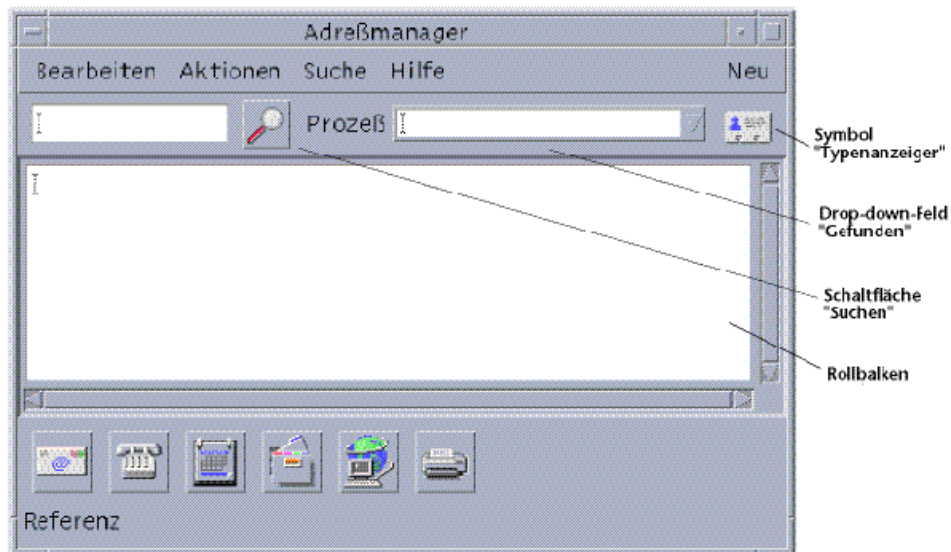 Adreßmanager
Bearbeiten Aktionen Suche Hilfe Neu
Prozeß
Symbol
"Typenanzeiger"
Drop-down-Feld
"Gefunden"
Schaltfläche
"Suchen"
Rollbalken
Referenz